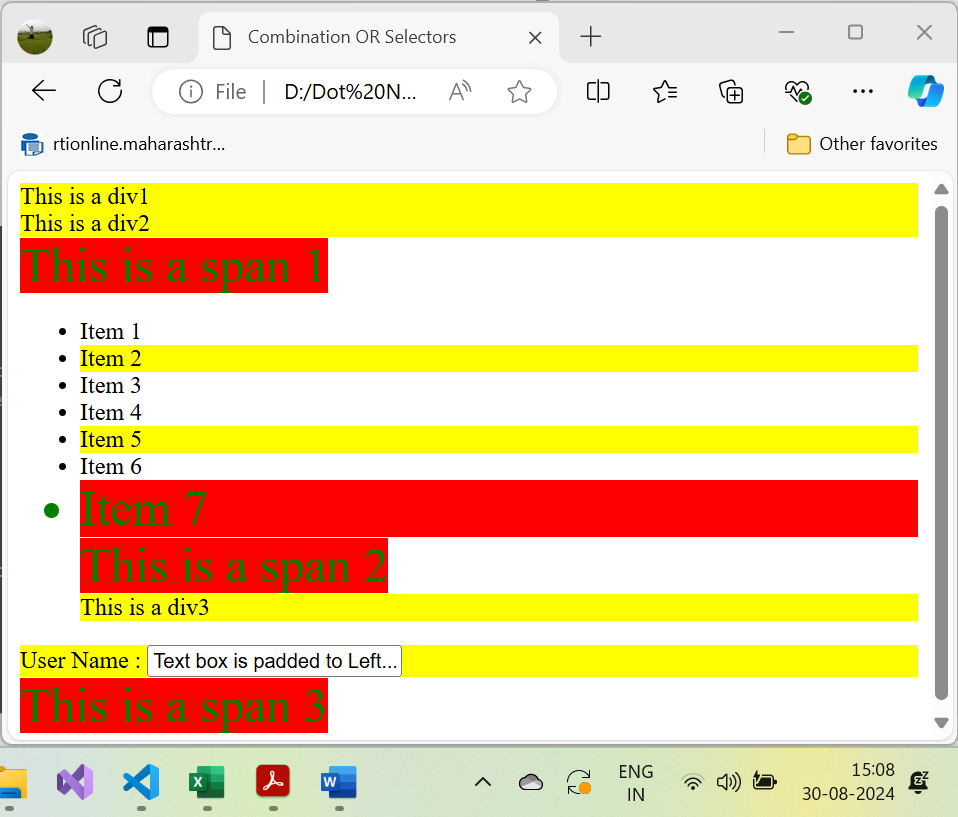 Combination OR Selectors
File D:/Dot%20N...
rtionline.maharashtr...
Other favorites
This is a div1
This is a div2
This is a span 1
Item 1
Item 2
Item 3
Item 4
Item 5
Item 6
Item 7
This is a span 2
This is a div3
User Name : Text box is padded to Left...
This is a span 3
ENG
IN
15:08
30-08-2024